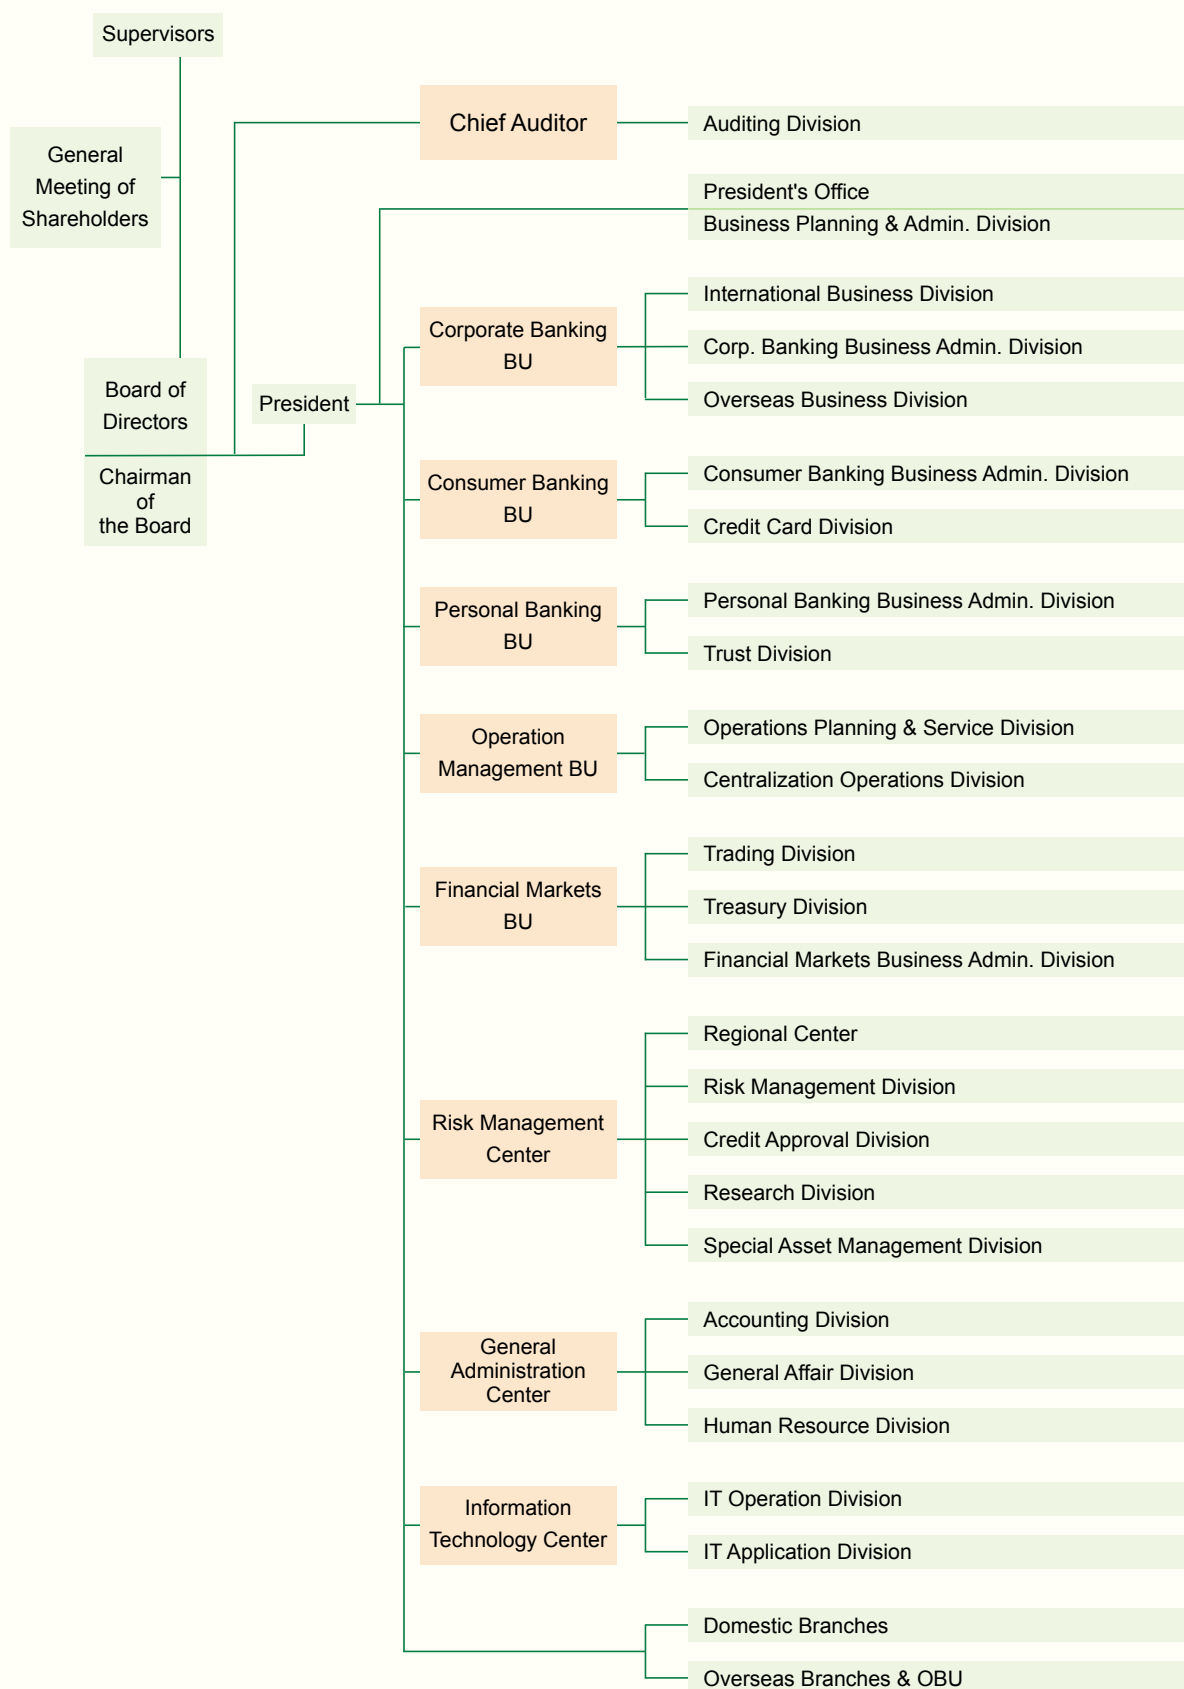 Supervisors
General
Meeting of
Shareholders
Board of
Directors
Chairman
of
the Board
President
Chief Auditor
Auditing Division
President's Office
Business Planning & Admin. Division
Corporate Banking
BU
International Business Division
Corp. Banking Business Admin. Division
Overseas Business Division
Consumer Banking
BU
Consumer Banking Business Admin. Division
Credit Card Division
Personal Banking
BU
Personal Banking Business Admin. Division
Trust Division
Operation
Management BU
Operations Planning & Service Division
Centralization Operations Division
Financial Markets
BU
Trading Division
Treasury Division
Financial Markets Business Admin. Division
Risk Management
Center
Regional Center
Risk Management Division
Credit Approval Division
Research Division
Special Asset Management Division
General
Administration
Center
Accounting Division
General Affair Division
Human Resource Division
Information
Technology Center
IT Operation Division
IT Application Division
Domestic Branches
Overseas Branches & OBU